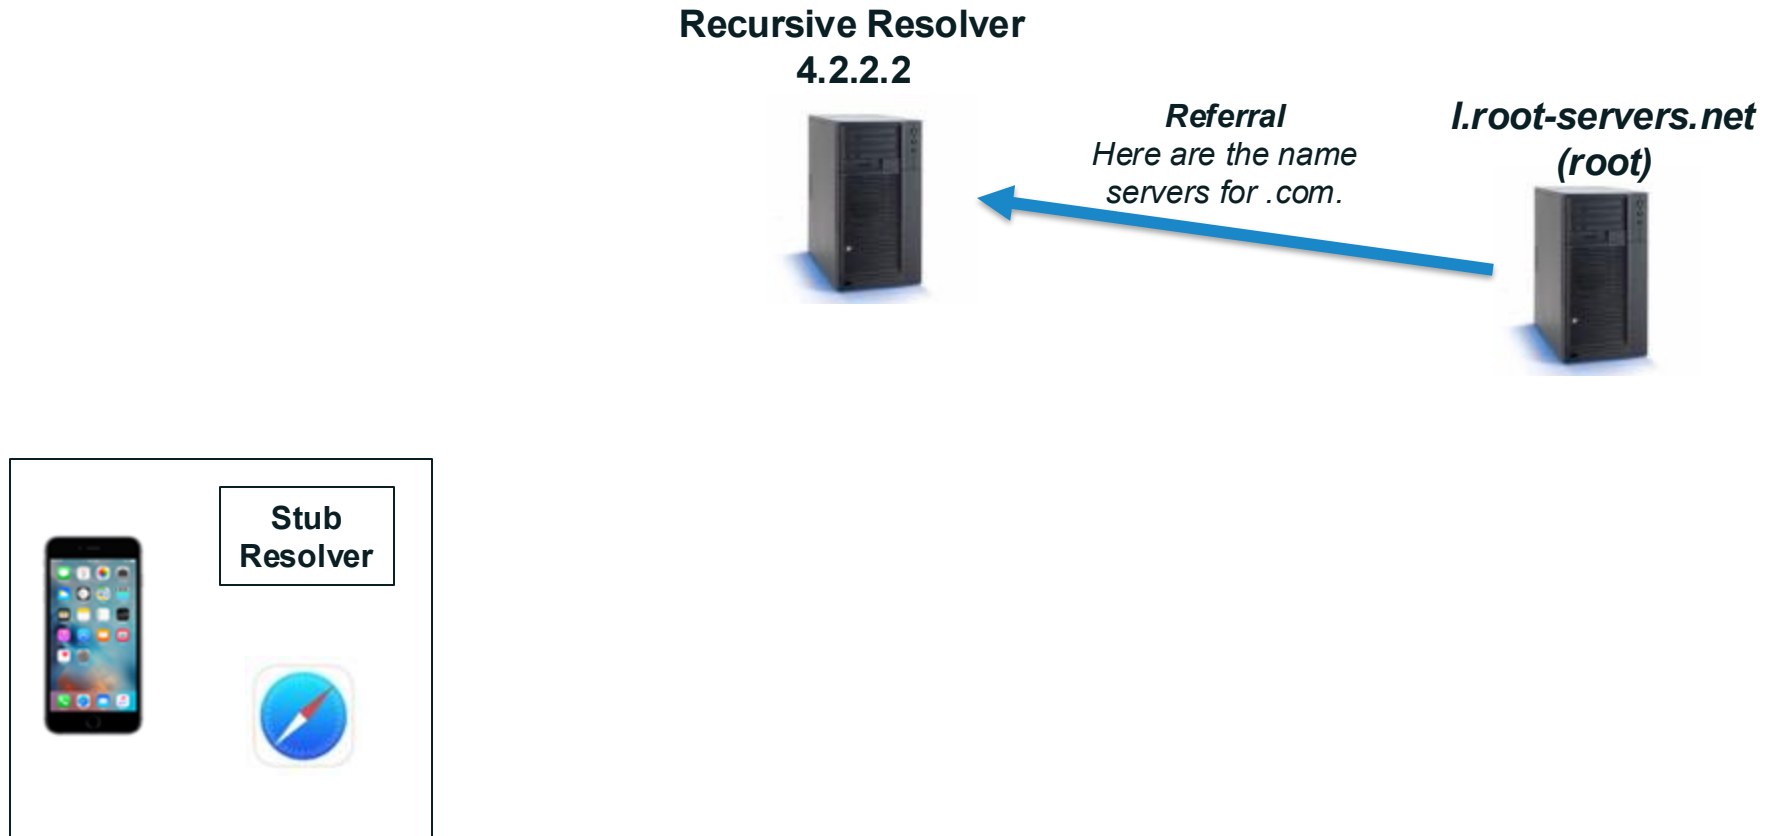 Recursive Resolver
4.2.2.2
Referral
Here are the name
servers for .com.
l.root-servers.net
(root)
Stub
Resolver